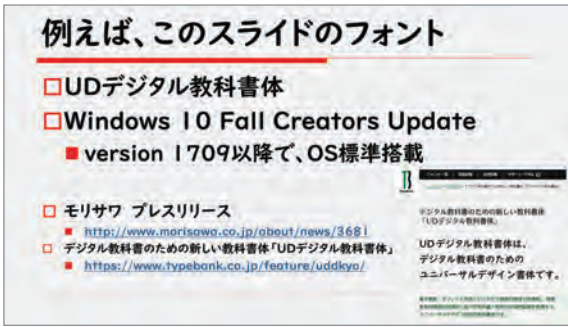 例えば、このスライドのフォント
□UDデジタル教科書体
□Windows 10 Fall Creators Update
■ version 1709以降で、OS標準搭載
□ モリサワ プレスリリース
■ http://www.morisawa.co.jp/about/news/3681
□ デジタル教科書のための新しい教科書体「UDデジタル教科書体」
■ https://www.typebank.co.jp/feature/uddkyo/
デジタル教科書のための新しい教科書体
「UDデジタル教科書体」
UDデジタル教科書体は、
デジタル教科書のための
ユニバーサルデザイン書体です。